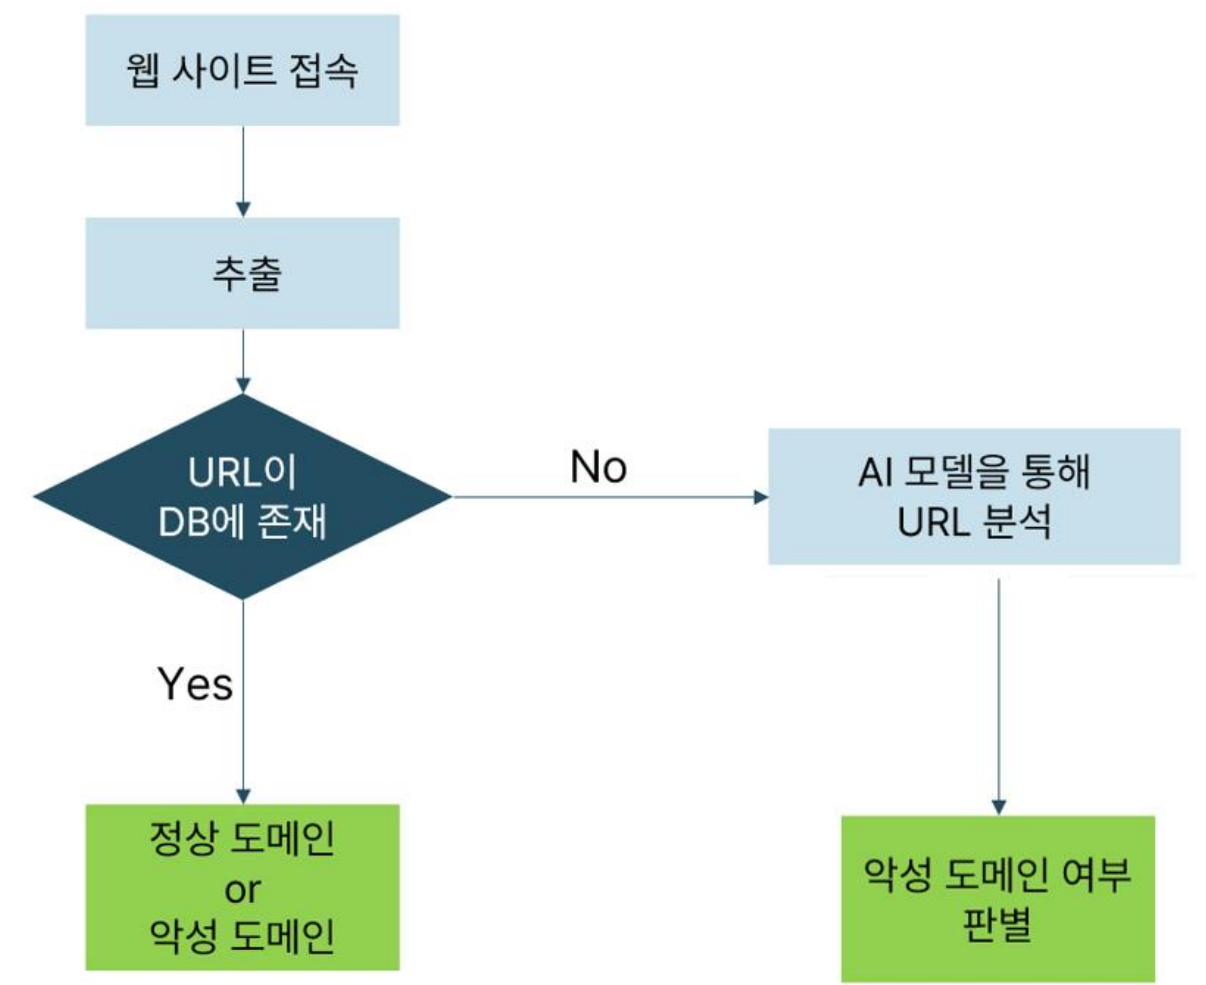 웹 사이트 접속
추출
URL이
DB에 존재
No
AI 모델을 통해
URL 분석
Yes
정상 도메인
or
악성 도메인
악성 도메인 여부
판별